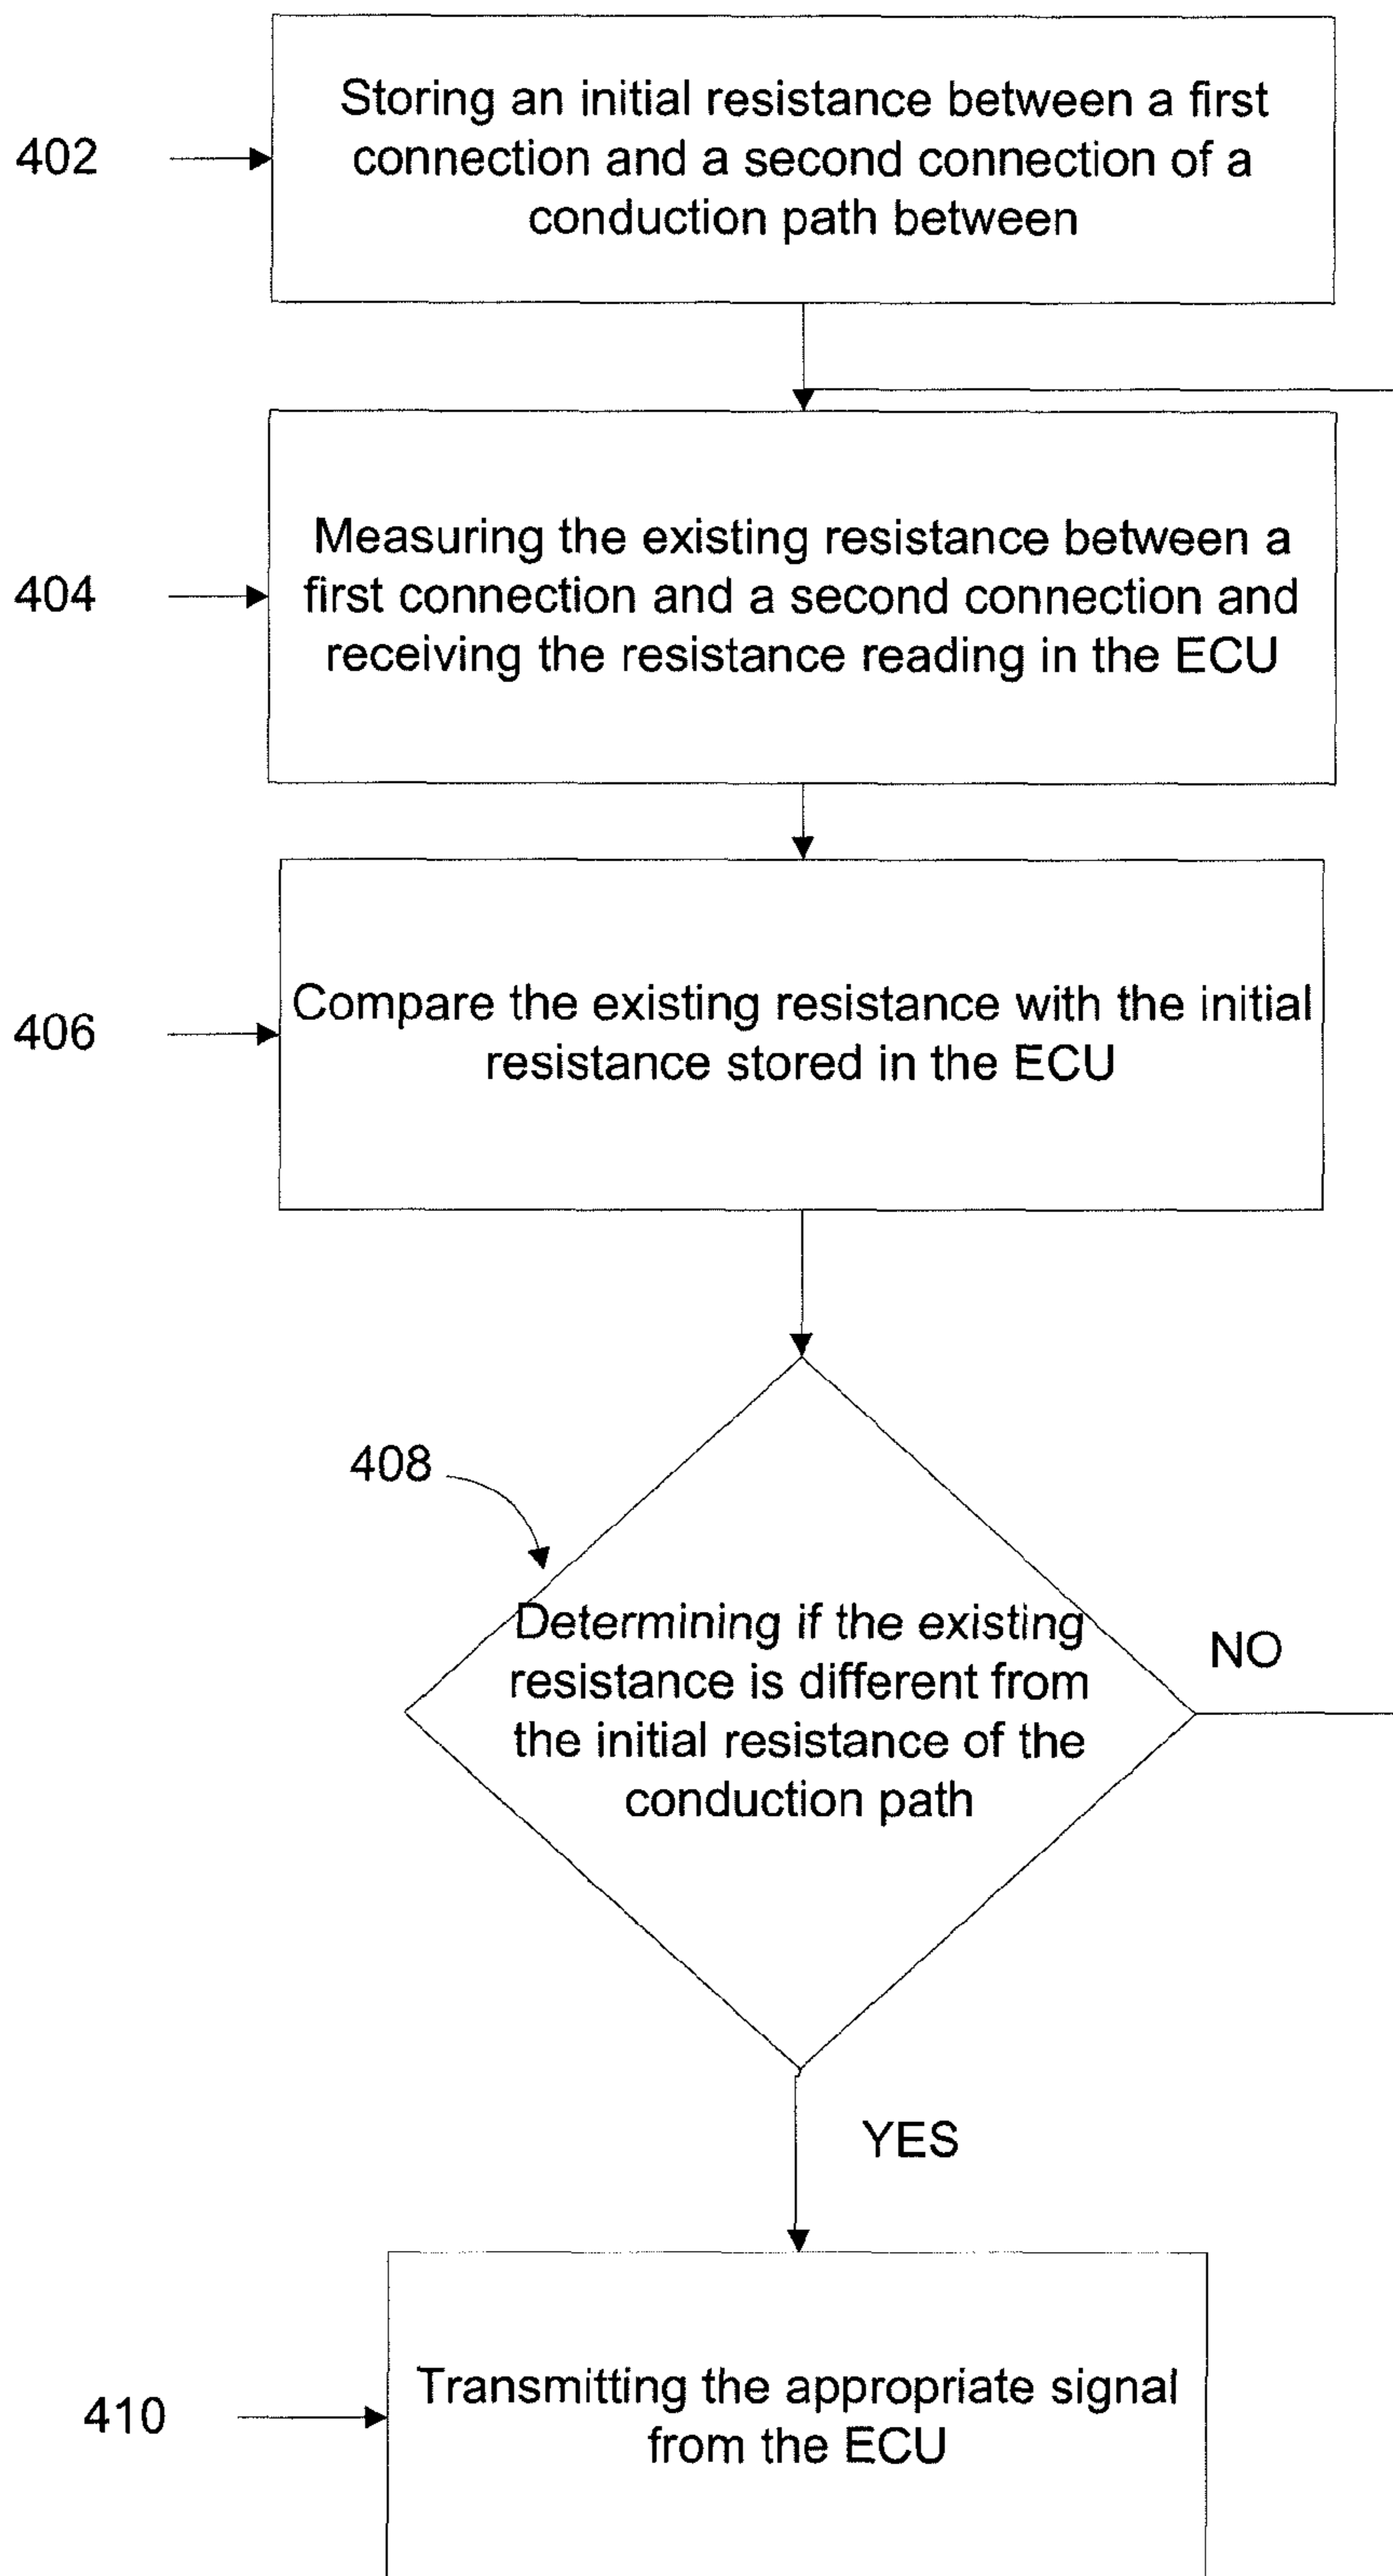 402
Storing an initial resistance between a first
connection and a second connection of a
conduction path between
404
Measuring the existing resistance between a
first connection and a second connection and
receiving the resistance reading in the ECU
406
Compare the existing resistance with the initial
resistance stored in the ECU
408
Determining if the existing
resistance is different from
the initial resistance of the
conduction path
NO
YES
410
Transmitting the appropriate signal
from the ECU